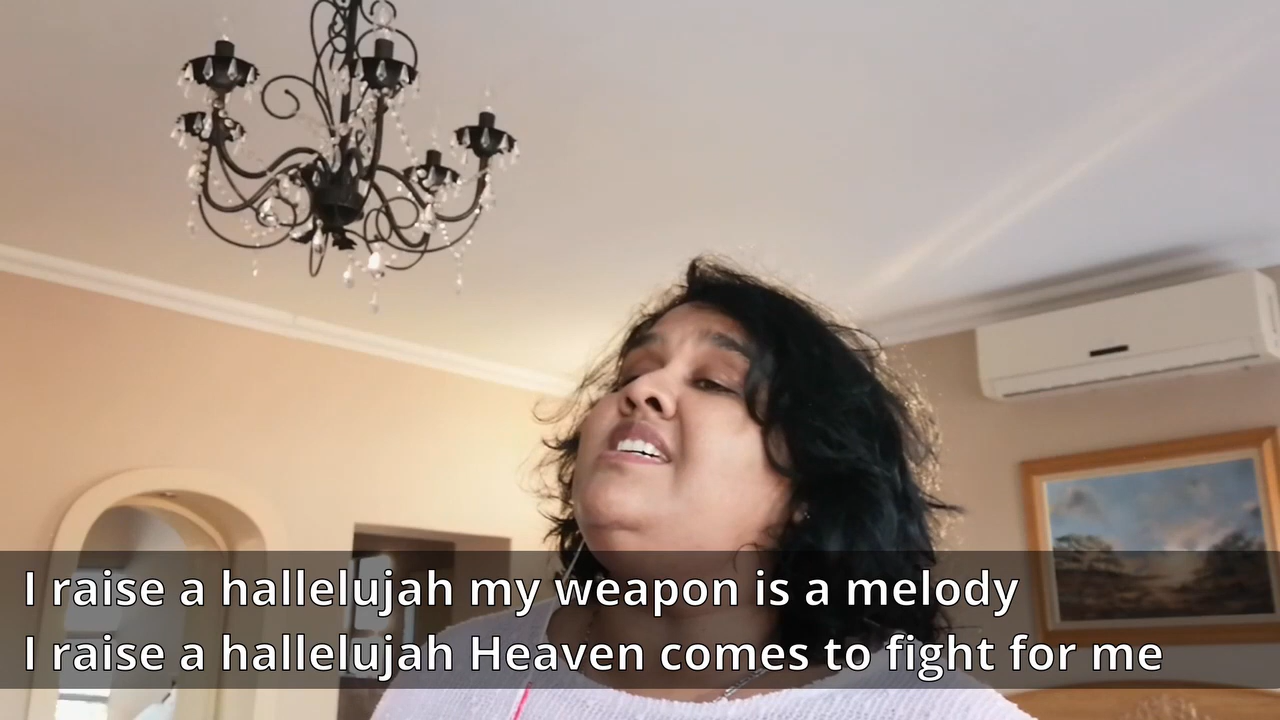 I raise a hallelujah my weapon is a melody
I raise a hallelujah Heaven comes to fight for me